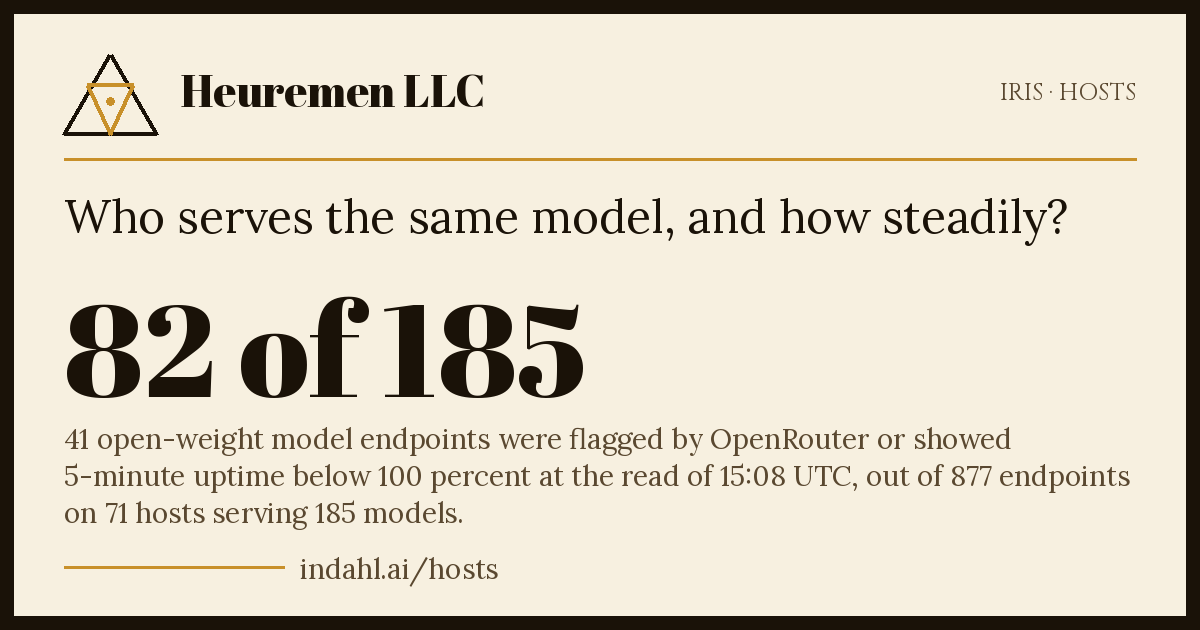 Heuremen LLC
IRIS · HOSTS
Who serves the same model, and how steadily?
82 of 185
41 open-weight model endpoints were flagged by OpenRouter or showed
5-minute uptime below 100 percent at the read of 15:08 UTC, out of 877 endpoints
on 71 hosts serving 185 models.
indahl.ai/hosts